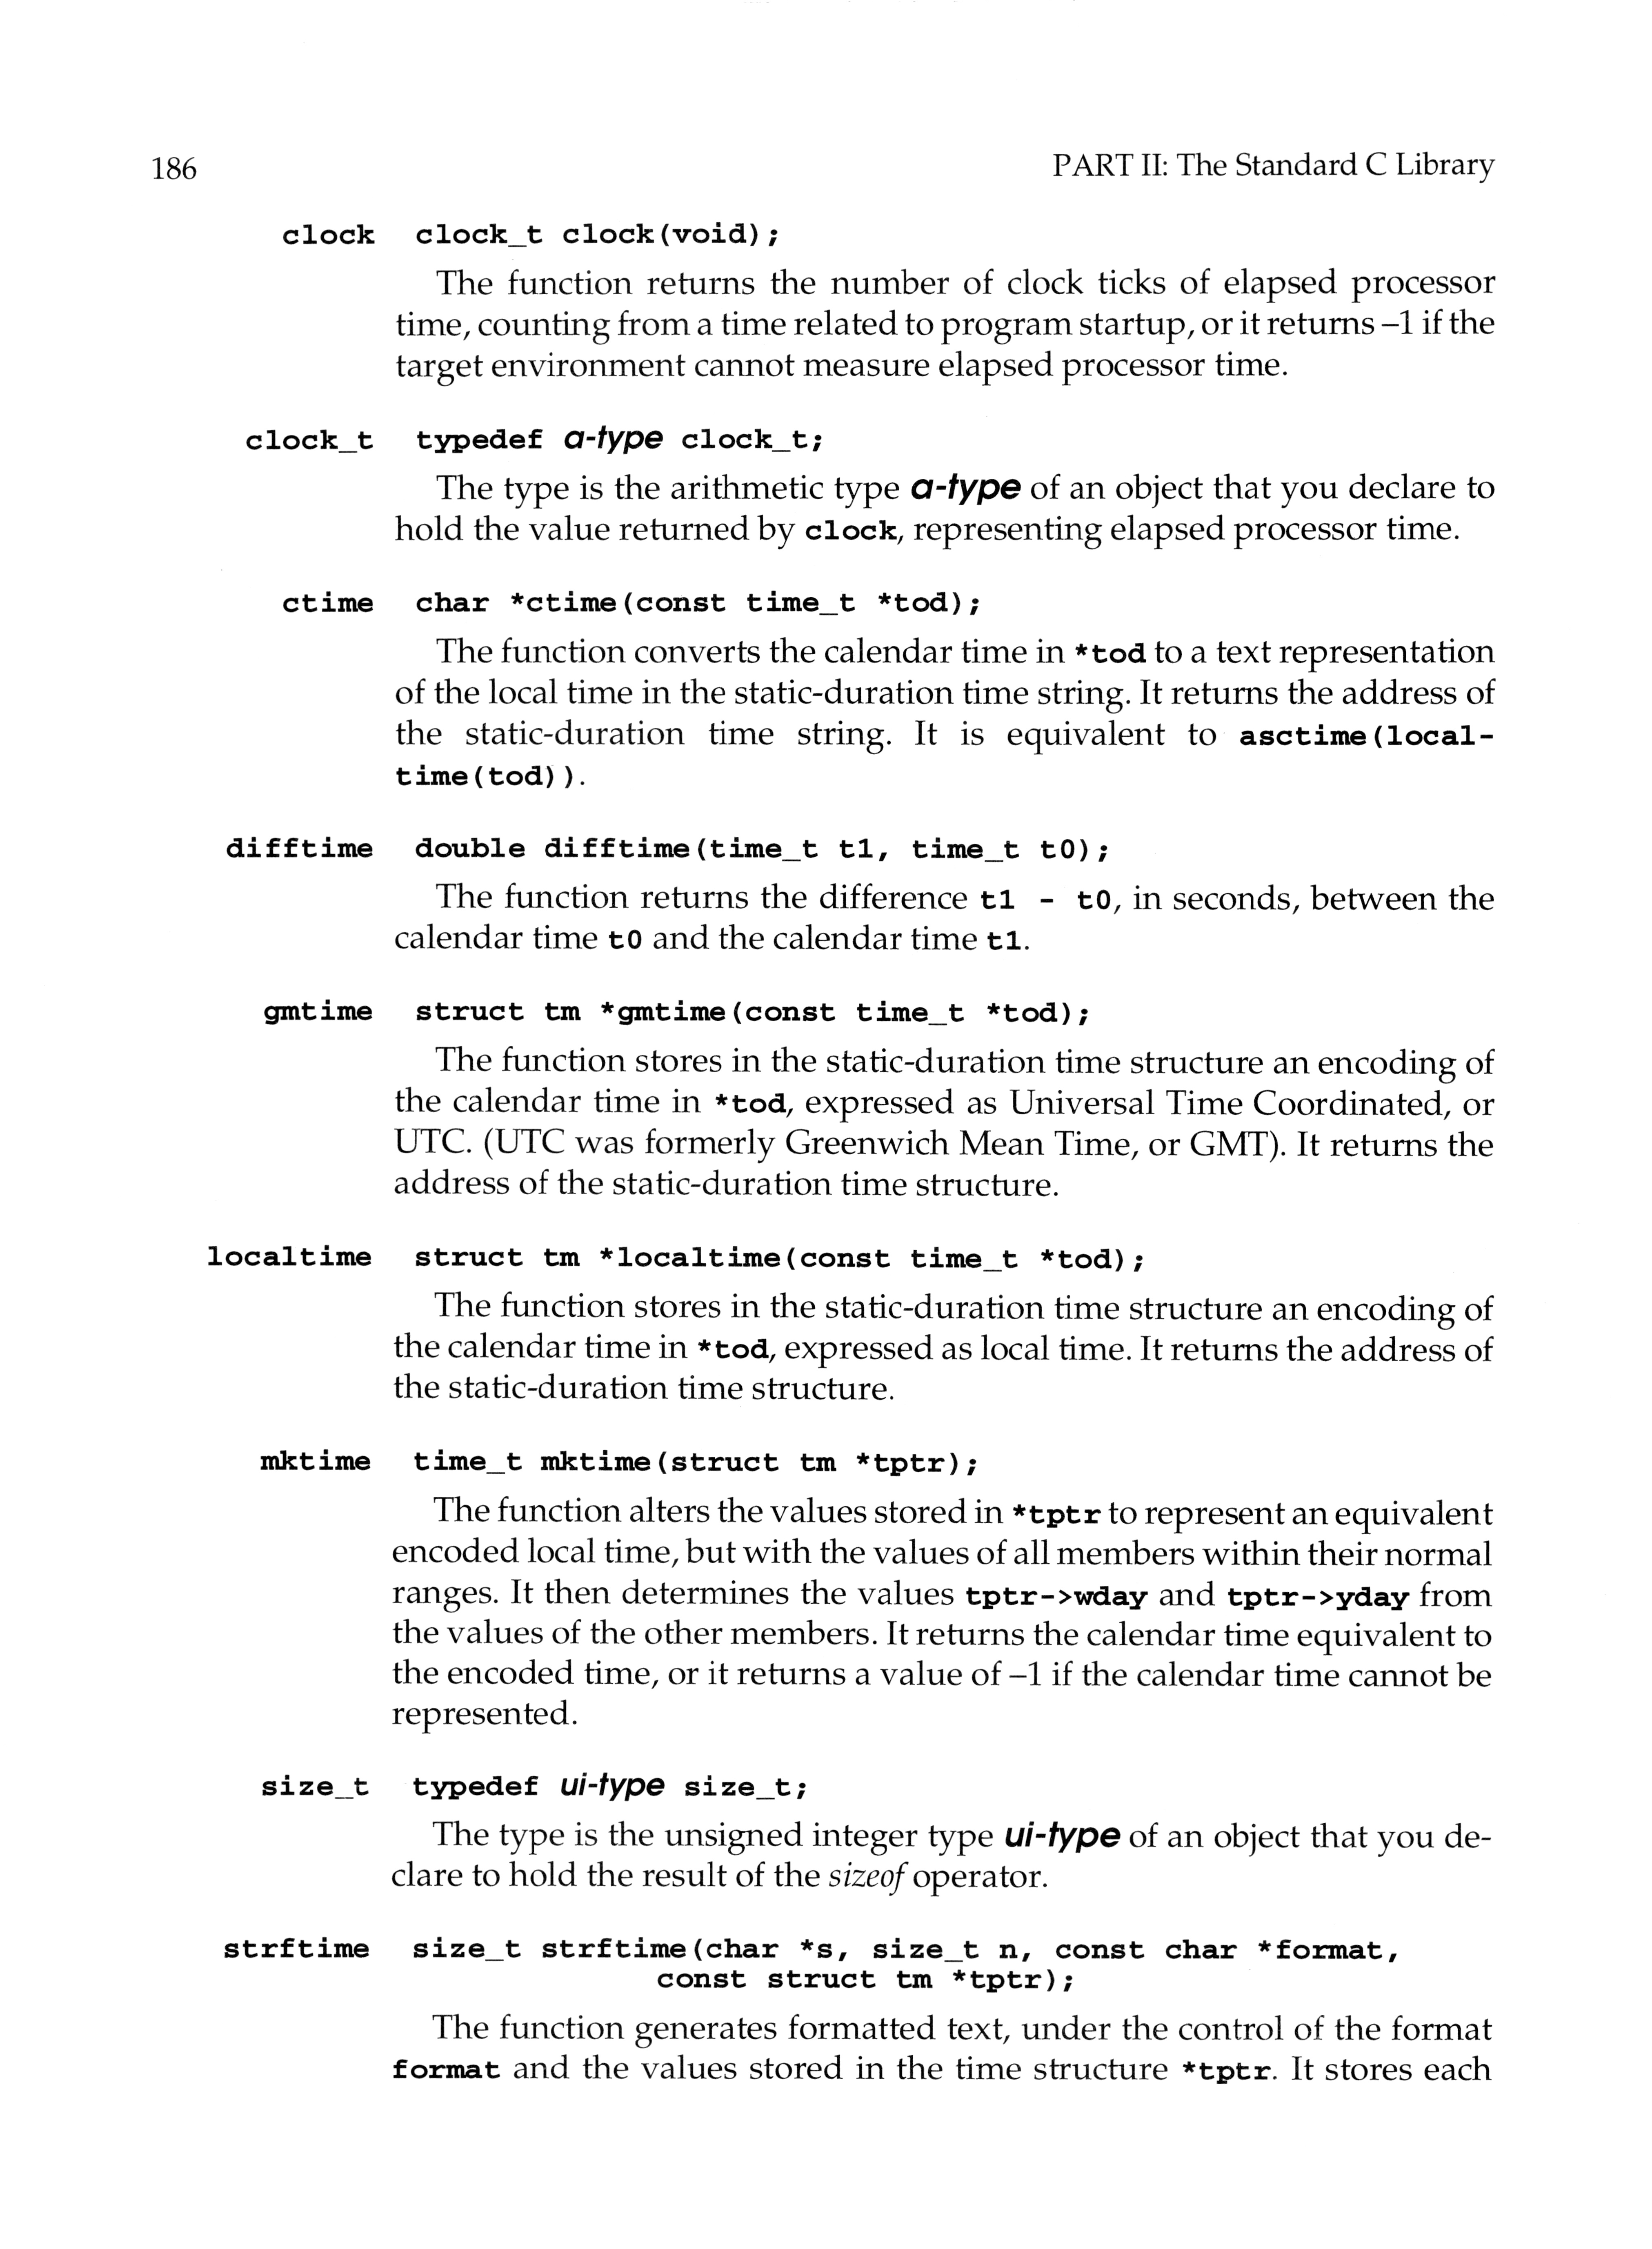 186 PART II: The Standard C Library
clock clock_t clock(void);
The function returns the number of clock ticks of elapsed processor
time, counting from a time related to program startup, or it returns –1 if the
target environment cannot measure elapsed processor time.
clock_t typedef a-type clock_t;
The type is the arithmetic type a-type of an object that you declare to
hold the value returned by clock, representing elapsed processor time.
ctime char *ctime(const time_t *tod);
The function converts the calendar time in *tod to a text representation
of the local time in the static-duration time string. It returns the address of
the static-duration time string. It is equivalent to asctime(local-
time(tod)).
difftime double difftime(time_t t1, time_t t0);
The function returns the difference t1 - t0, in seconds, between the
calendar time t0 and the calendar time t1.
gmtime struct tm *gmtime(const time_t *tod);
The function stores in the static-duration time structure an encoding of
the calendar time in *tod, expressed as Universal Time Coordinated, or
UTC. (UTC was formerly Greenwich Mean Time, or GMT). It returns the
address of the static-duration time structure.
localtime struct tm *localtime(const time_t *tod);
The function stores in the static-duration time structure an encoding of
the calendar time in *tod, expressed as local time. It returns the address of
the static-duration time structure.
mktime time_t mktime(struct tm *tptr);
The function alters the values stored in *tptr to represent an equivalent
encoded local time, but with the values of all members within their normal
ranges. It then determines the values tptr->wday and tptr->yday from
the values of the other members. It returns the calendar time equivalent to
the encoded time, or it returns a value of –1 if the calendar time cannot be
represented.
size_t typedef ui-type size_t;
The type is the unsigned integer type ui-type of an object that you de-
clare to hold the result of the sizeof operator.
strftime size_t strftime(char *s, size_t n, const char *format,
const struct tm *tptr);
The function generates formatted text, under the control of the format
format and the values stored in the time structure *tptr. It stores each